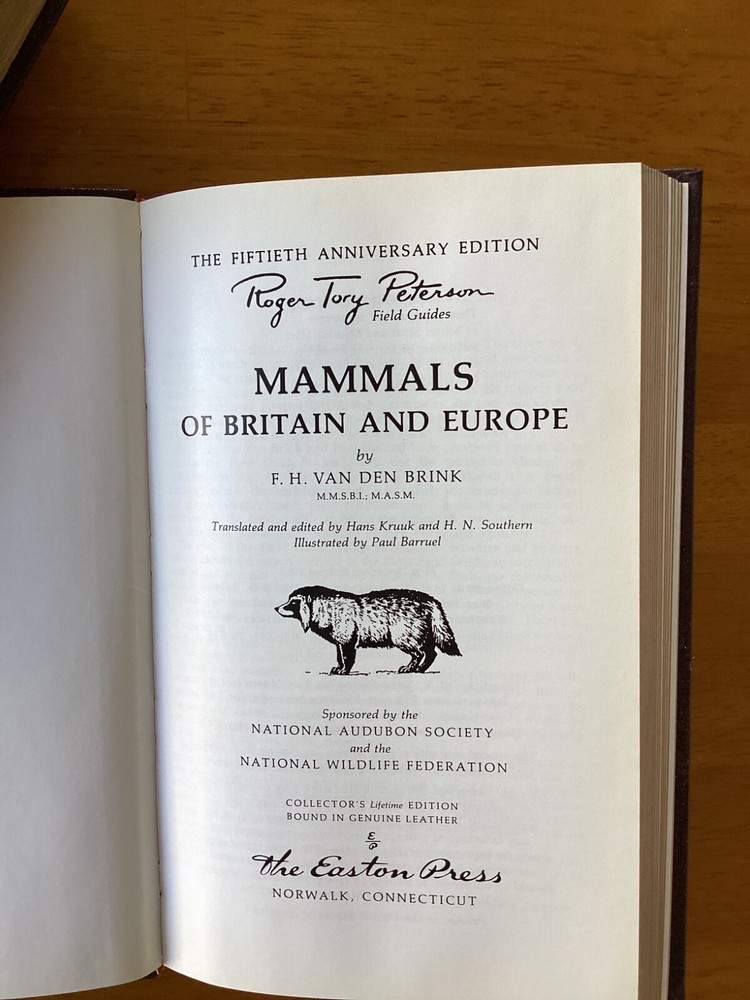 THE FIFTIETH ANNIVERSARY EDITION
Roger Tory Peterson
Field Guides
MAMMALS
OF BRITAIN AND EUROPE
by
F. H. VAN DEN BRINK
M.M.S.B.I.; M.A.S.M.
Translated and edited by Hans Kruuk and H. N. Southern
Illustrated by Paul Barruel
Sponsored by the
NATIONAL AUDUBON SOCIETY
and the
NATIONAL WILDLIFE FEDERATION
COLLECTOR'S Lifetime EDITION
BOUND IN GENUINE LEATHER
E
P
The Easton Press
NORWALK, CONNECTICUT